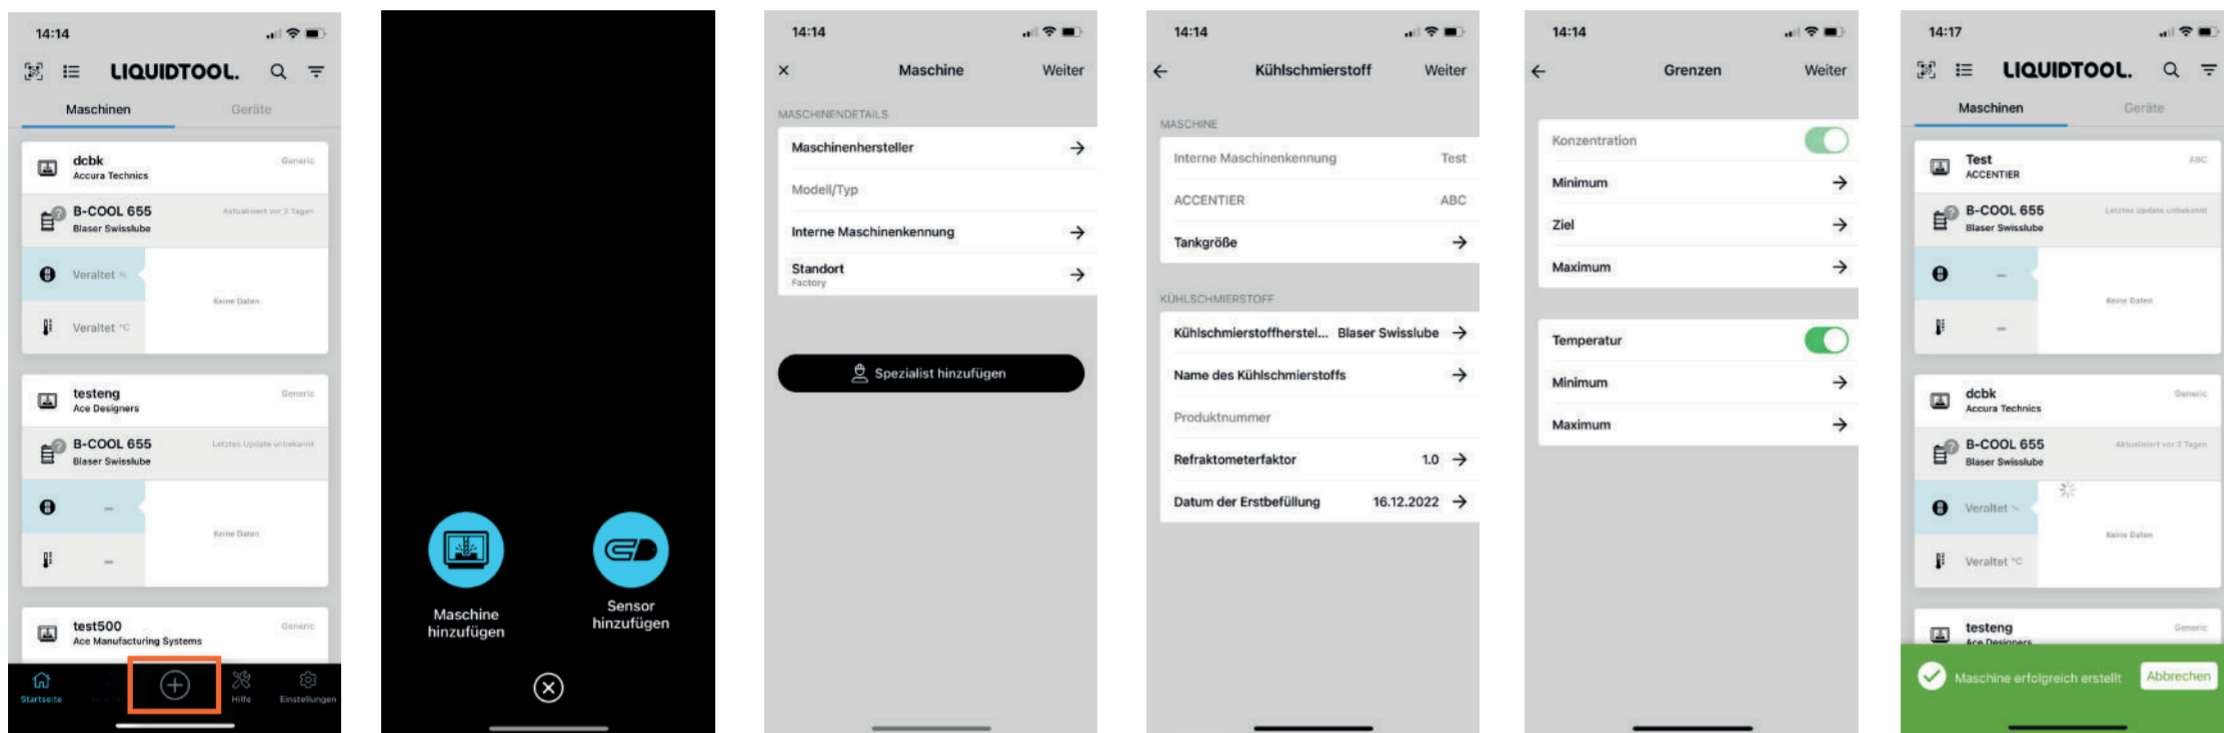 14:14
LIQUIDTOOL.
Maschinen
Geräte
dcbk
Generic
Accura Technics
B-COOL 655
Aktualisiert vor 2 Tagen
Blaser Swisslube
Veraltet %
Keine Daten
Veraltet °C
testeng
Generic
Ace Designers
B-COOL 655
Letztes Update unbekannt
Blaser Swisslube
–
Keine Daten
–
test500
Generic
Ace Manufacturing Systems
Startseite
Hilfe
Einstellungen
Maschine
hinzufügen
Sensor
hinzufügen
14:14
Maschine
Weiter
MASCHINENDETAILS
Maschinenhersteller
Modell/Typ
Interne Maschinenkennung
Standort
Factory
Spezialist hinzufügen
14:14
Kühlschmierstoff
Weiter
MASCHINE
Interne Maschinenkennung Test
ACCENTIER ABC
Tankgröße
KÜHLSCHMIERSTOFF
Kühlschmierstoffherstel... Blaser Swisslube
Name des Kühlschmierstoffs
Produktnummer
Refraktometerfaktor 1.0
Datum der Erstbefüllung 16.12.2022
14:14
Grenzen
Weiter
Konzentration
Minimum
Ziel
Maximum
Temperatur
Minimum
Maximum
14:17
LIQUIDTOOL.
Maschinen
Geräte
Test
ABC
ACCENTIER
B-COOL 655
Letztes Update unbekannt
Blaser Swisslube
–
Keine Daten
–
dcbk
Generic
Accura Technics
B-COOL 655
Aktualisiert vor 2 Tagen
Blaser Swisslube
Veraltet %
Keine Daten
Veraltet °C
testeng
Generic
Ace Designers
Maschine erfolgreich erstellt
Abbrechen